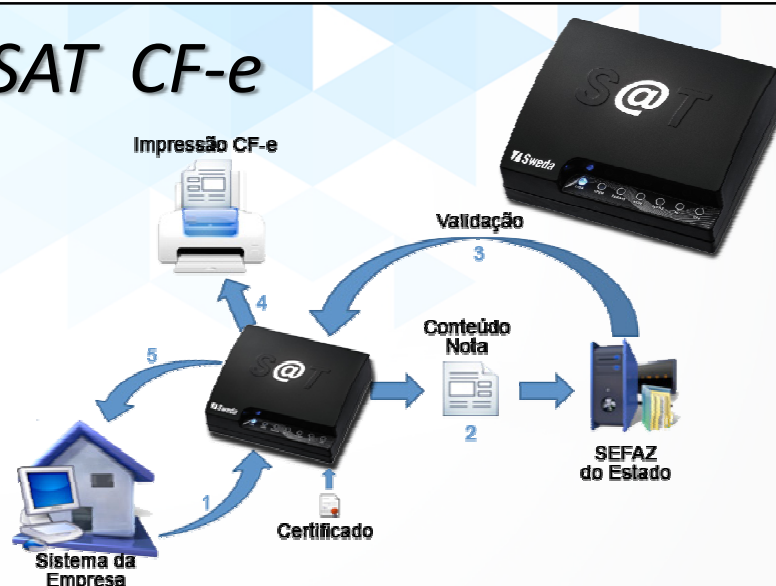 SAT CF-e
Impressão CF-e
S@T
Sweda
Validação
3
4
Conteúdo
Nota
5
S@T
Sweda
2
SEFAZ
do Estado
1
Certificado
Sistema da
Empresa